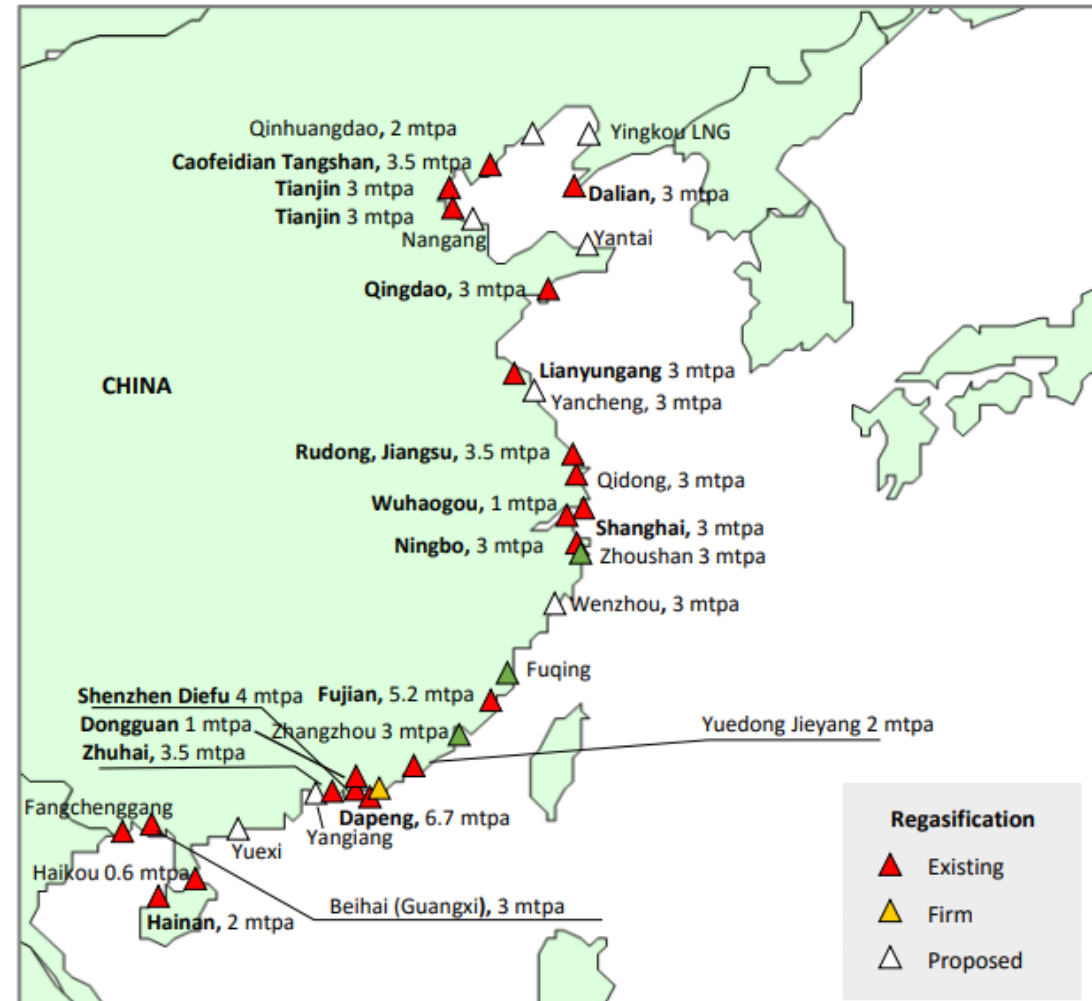 Qinhuangdao, 2 mtpa
Yingkou LNG
Caofeidian Tangshan, 3.5 mtpa
Tianjin 3 mtpa
Dalian, 3 mtpa
Tianjin 3 mtpa
Nangang
Yantai
Qingdao, 3 mtpa
Lianyungang 3 mtpa
CHINA
Yancheng, 3 mtpa
Rudong, Jiangsu, 3.5 mtpa
Qidong, 3 mtpa
Wuhaogou, 1 mtpa
Shanghai, 3 mtpa
Ningbo, 3 mtpa
Zhoushan 3 mtpa
Wenzhou, 3 mtpa
Fuqing
Shenzhen Diefu 4 mtpa
Fujian, 5.2 mtpa
Dongguan 1 mtpa
Zhangzhou 3 mtpa
Yuedong Jieyang 2 mtpa
Zhuhai, 3.5 mtpa
Fangchenggang
Dapeng, 6.7 mtpa
Yangiang
Yuexi
Haikou 0.6 mtpa
Beihai (Guangxi), 3 mtpa
Hainan, 2 mtpa
Regasification
Existing
Firm
Proposed